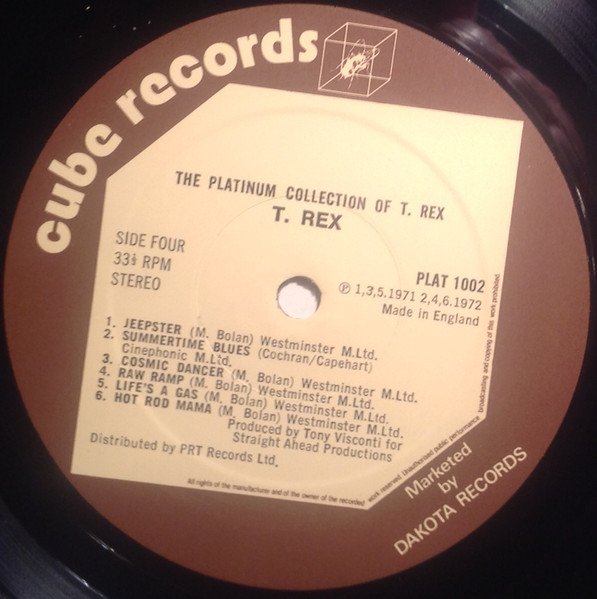 cube records
THE PLATINUM COLLECTION OF T. REX
T. REX
SIDE FOUR
33⅓ RPM
STEREO
PLAT 1002
℗ 1,3,5.1971 2,4,6.1972
Made in England
1. JEEPSTER (M. Bolan) Westminster M.Ltd.
2. SUMMERTIME BLUES (Cochran/Capehart)
Cinephonic M.Ltd.
3. COSMIC DANCER (M. Bolan) Westminster M.Ltd.
4. RAW RAMP (M. Bolan) Westminster M.Ltd.
5. LIFE'S A GAS (M. Bolan) Westminster M.Ltd.
6. HOT ROD MAMA (M. Bolan) Westminster M.Ltd.
Produced by Tony Visconti for
Straight Ahead Productions
Distributed by PRT Records Ltd.
All rights of the manufacturer and of the owner of the recorded work reserved. Unauthorised public performance broadcasting and copying of this work prohibited.
Marketed
by
DAKOTA RECORDS